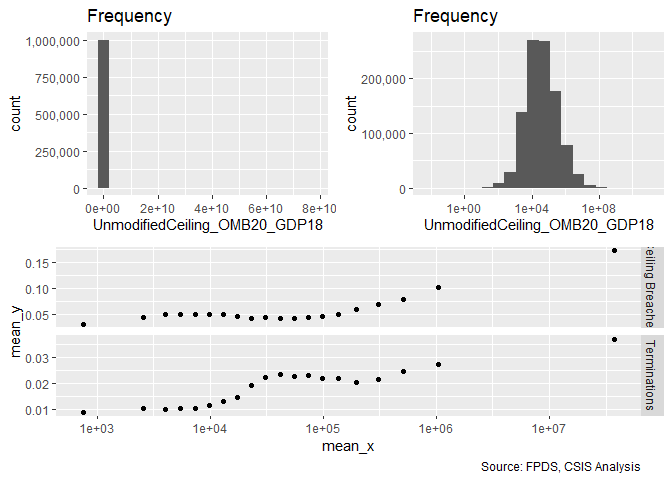 Frequency
1,000,000
750,000
500,000
250,000
0
count
0e+00 2e+10 4e+10 6e+10 8e+10
UnmodifiedCeiling_OMB20_GDP18
Frequency
200,000
100,000
0
count
1e+00 1e+04 1e+08
UnmodifiedCeiling_OMB20_GDP18
mean_y
0.15
0.10
0.05
Ceiling Breaches
0.03
0.02
0.01
Terminations
1e+03 1e+04 1e+05 1e+06 1e+07
mean_x
Source: FPDS, CSIS Analysis